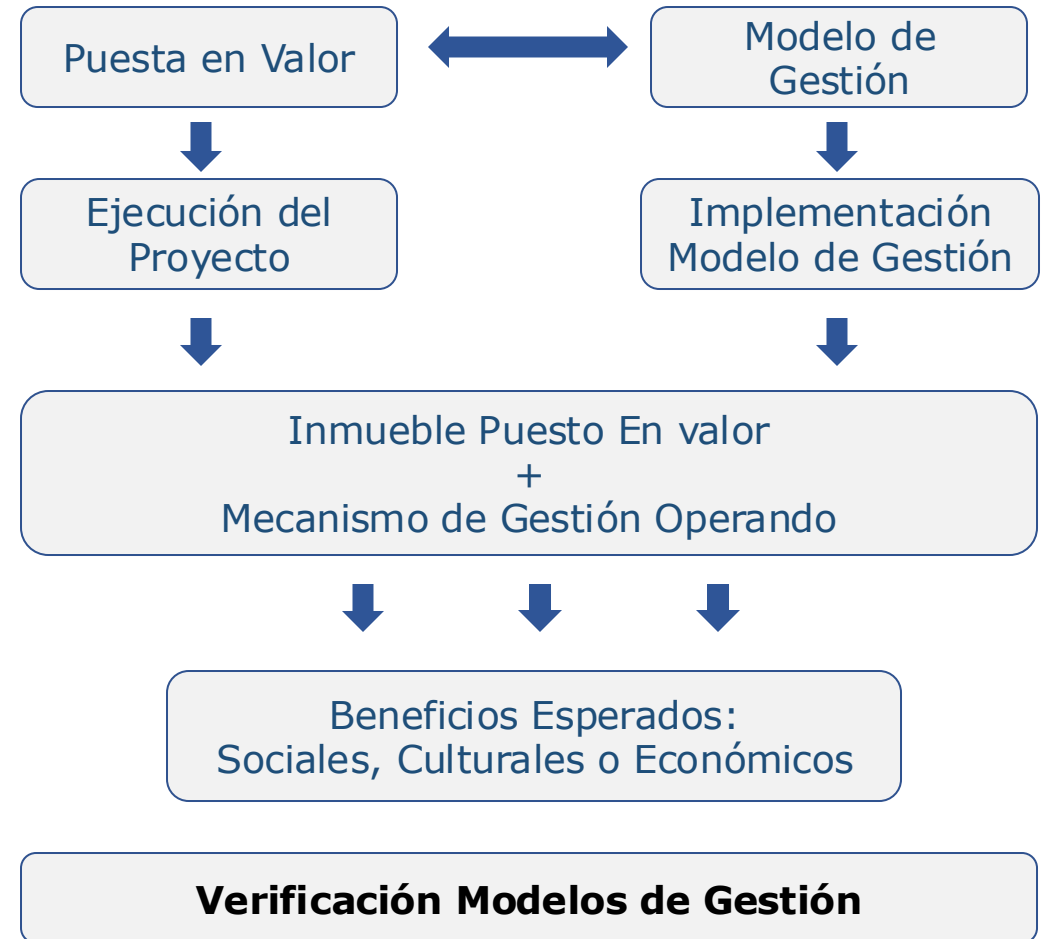 Puesta en Valor
Modelo de
Gestión
Ejecución del
Proyecto
Implementación
Modelo de Gestión
Inmueble Puesto En valor
+
Mecanismo de Gestión Operando
Beneficios Esperados:
Sociales, Culturales o Económicos
Verificación Modelos de Gestión